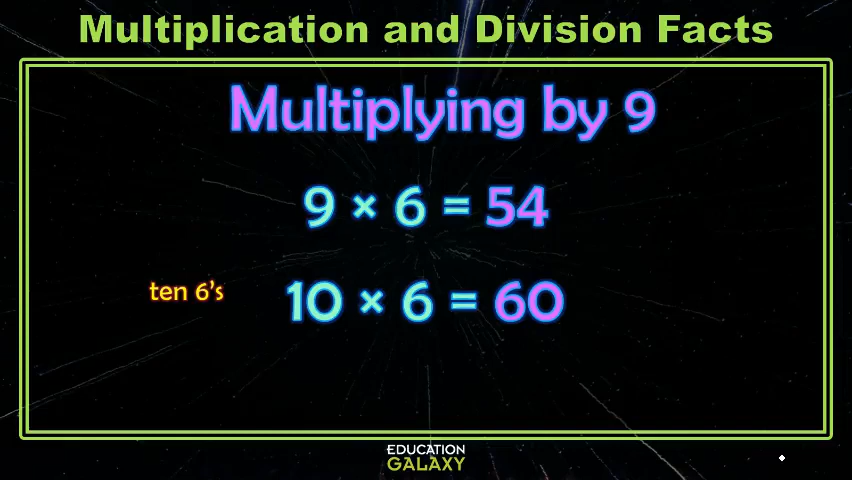 Multiplication and Division Facts
Multiplying by 9
9 × 6 = 54
ten 6's
10 × 6 = 60
EDUCATION
GALAXY